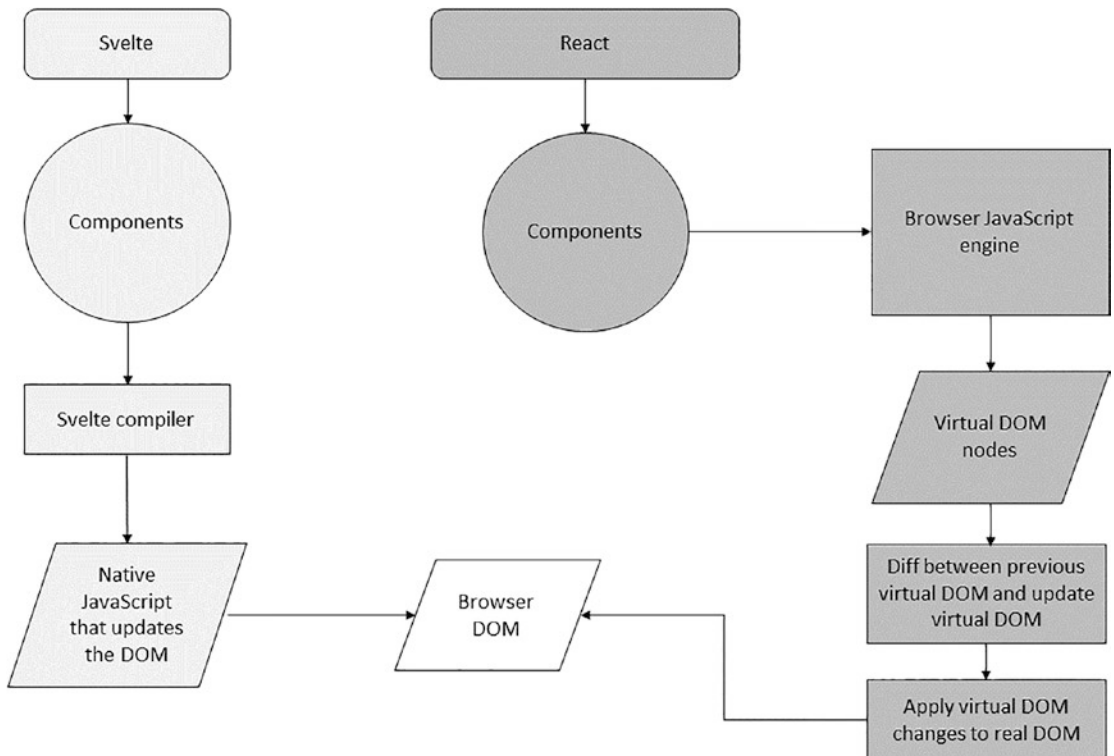 Svelte
React
Components
Components
Browser JavaScript
engine
Svelte compiler
Virtual DOM
nodes
Native
JavaScript
that updates
the DOM
Browser
DOM
Diff between previous
virtual DOM and update
virtual DOM
Apply virtual DOM
changes to real DOM